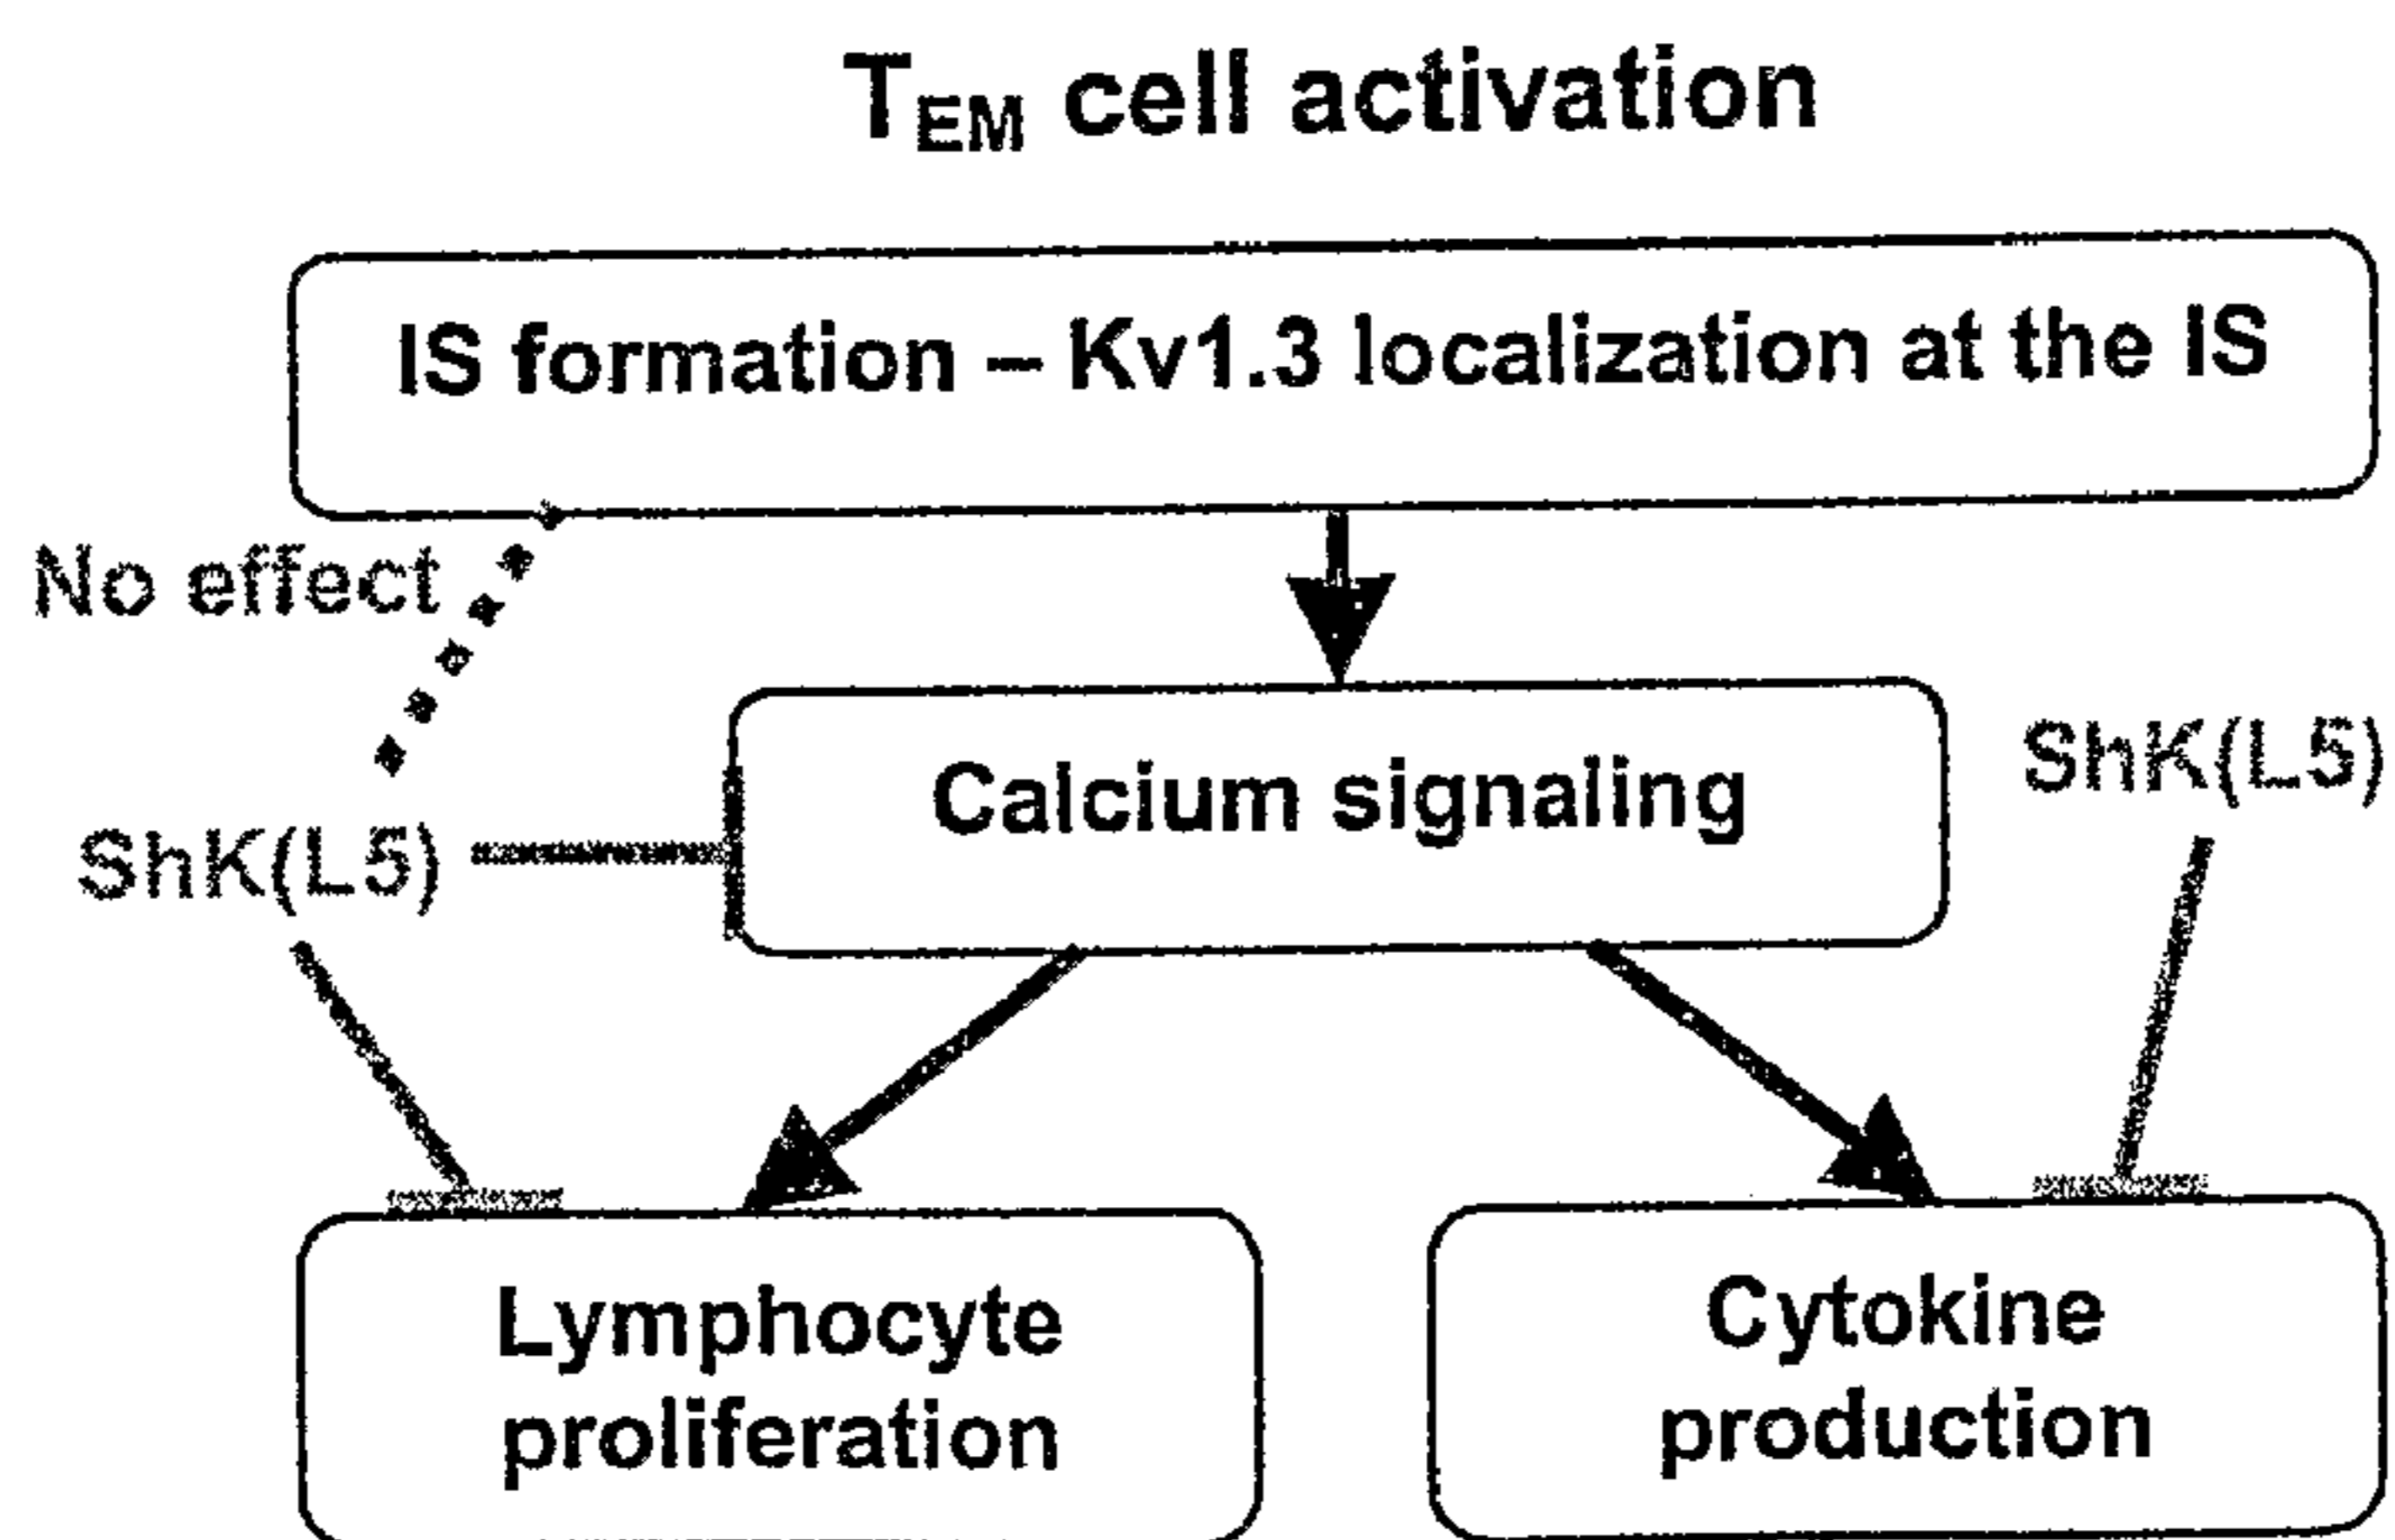 T_EM cell activation
IS formation – Kv1.3 localization at the IS
No effect
Calcium signaling
ShK(L5)
ShK(L5)
Lymphocyte
proliferation
Cytokine
production